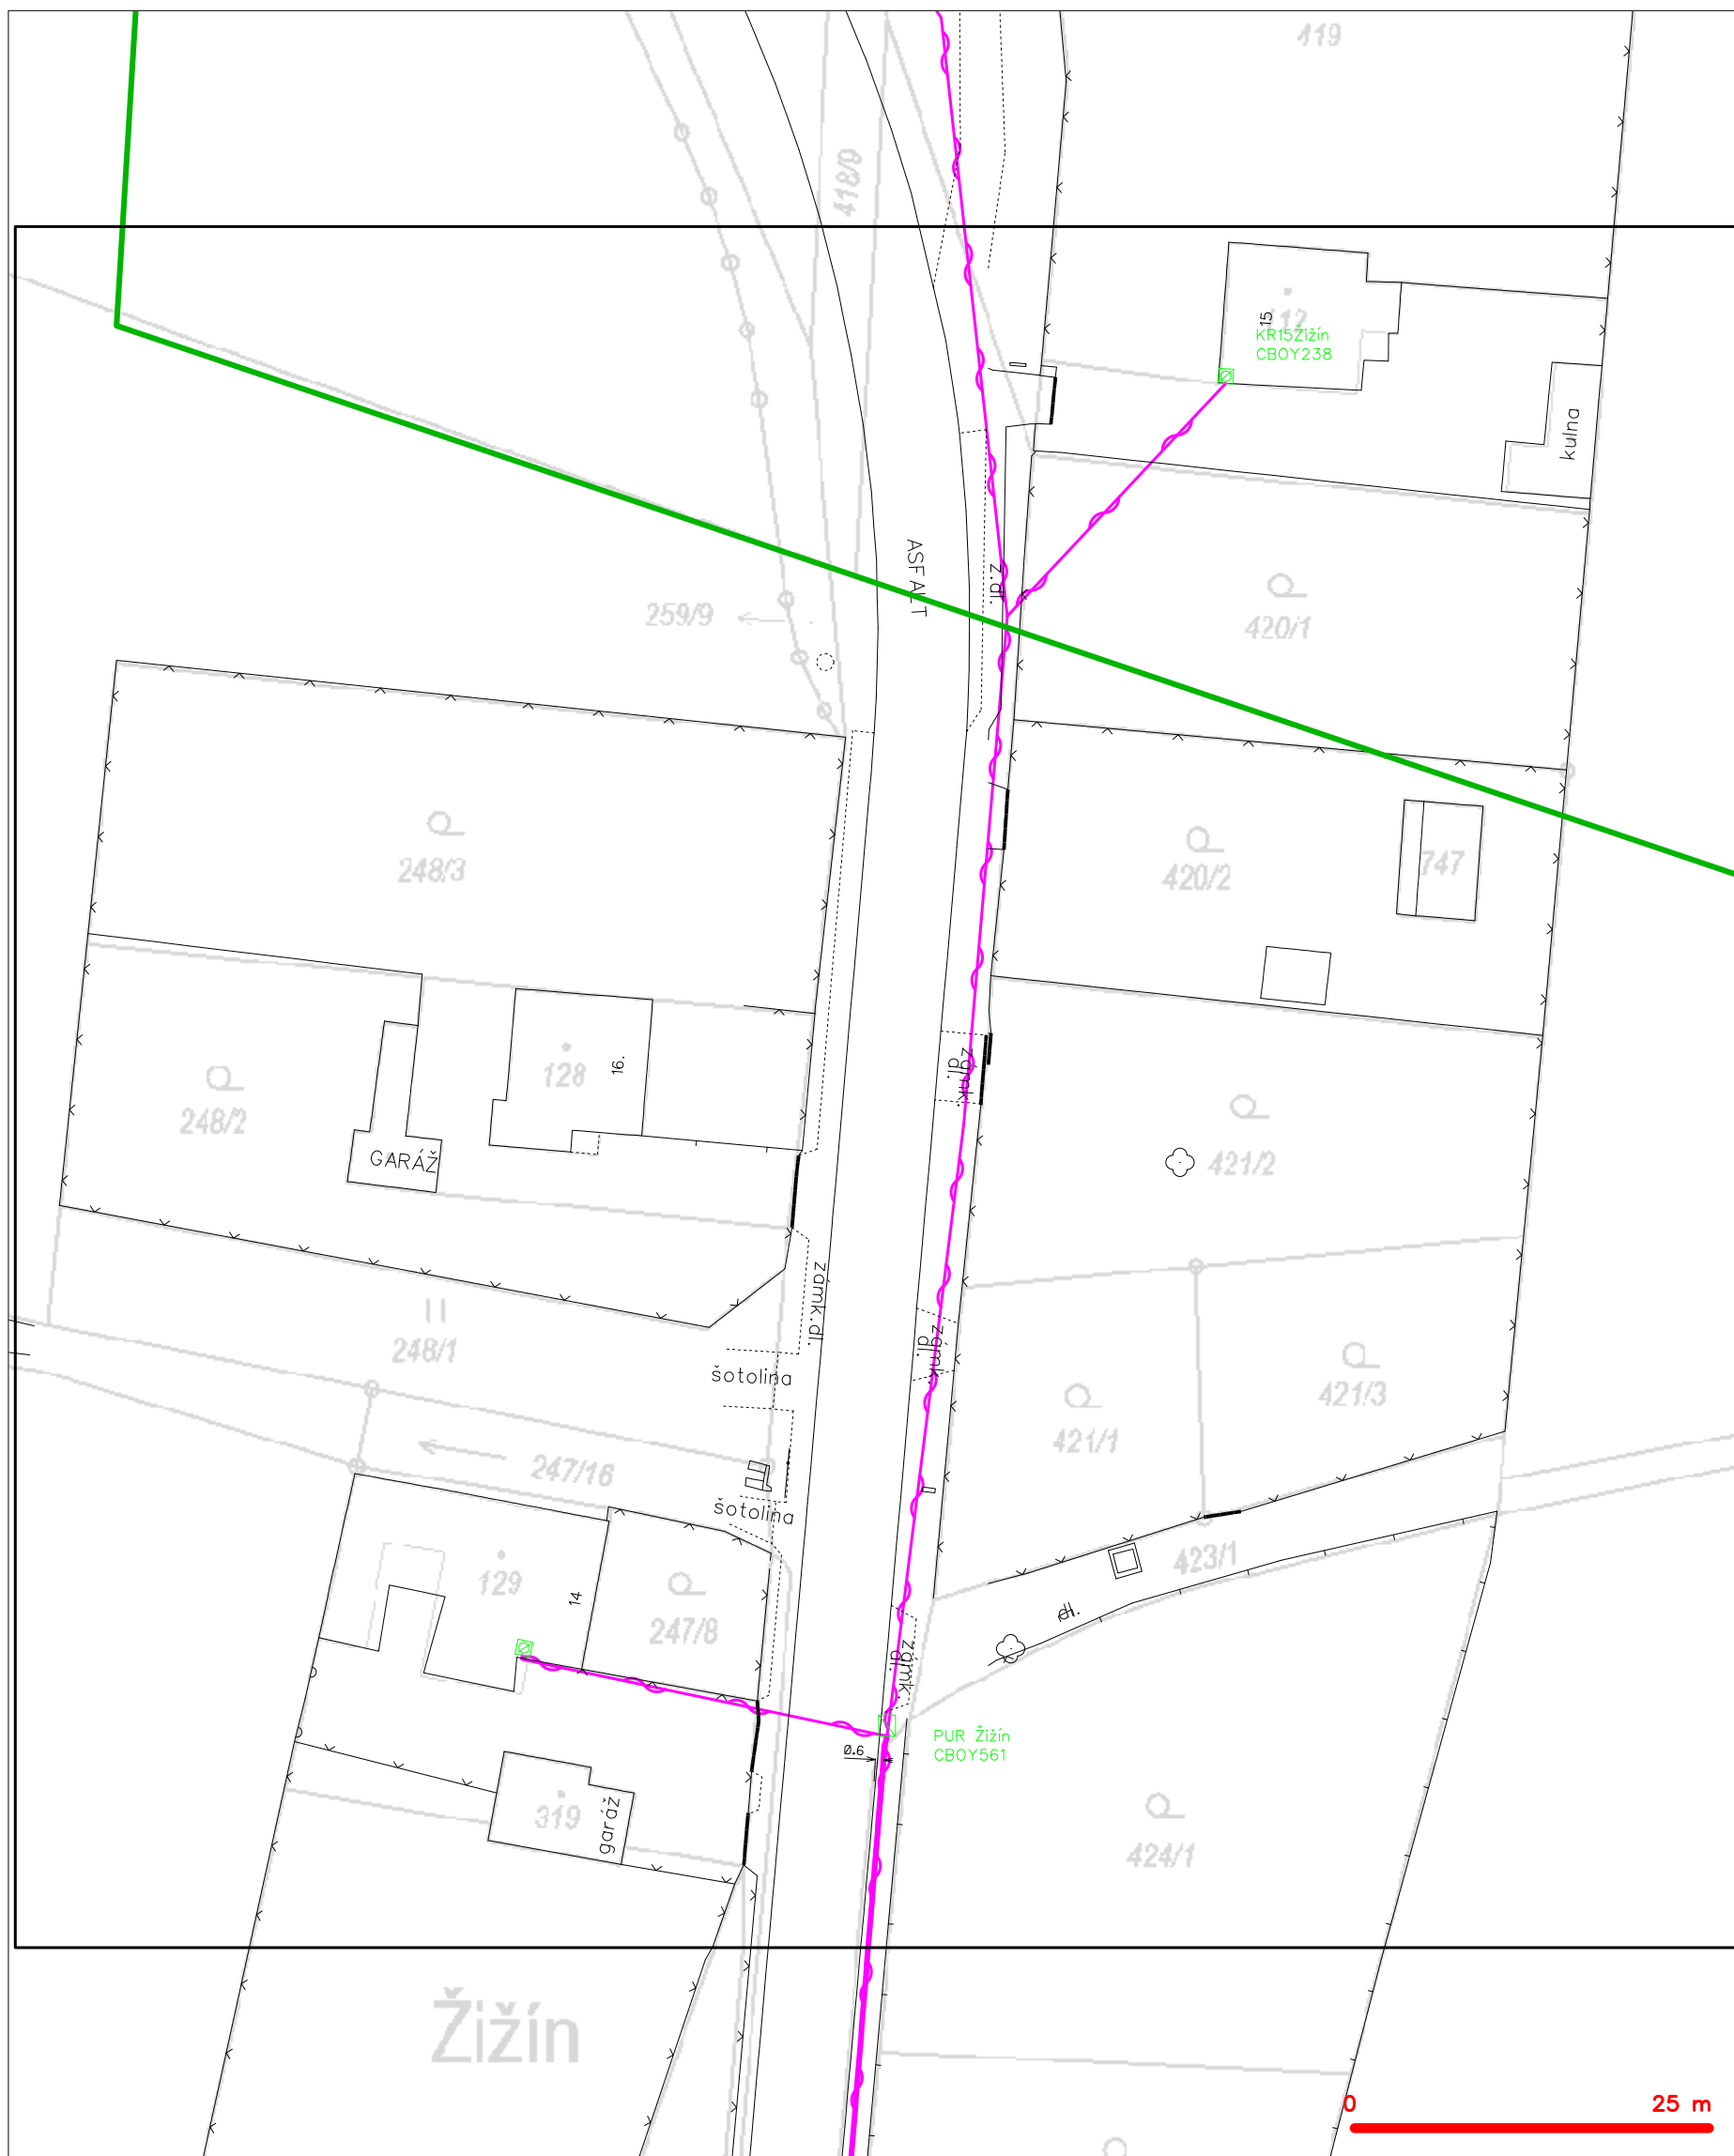 419
418/9
112
15
KR15Žižín
CBOY238
kulna
ASFALT
z.dl.
259/9
420/1
248/3
420/2
747
128
16.
zámk.
dl.
248/2
GARÁŽ
421/2
zámk.dl.
248/1
šotolina
zámk.
dl.
421/3
421/1
247/16
šotolina
129
14
247/8
423/1
dl.
zámk.
dl.
PUR Žižín
CBOY561
0.6
319
garáž
424/1
Žižín
0 25 m